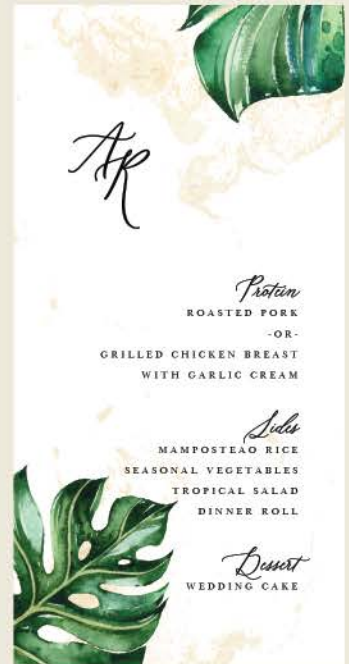 AR
Protein
ROASTED PORK
-OR-
GRILLED CHICKEN BREAST
WITH GARLIC CREAM
Sides
MAMPOSTEAO RICE
SEASONAL VEGETABLES
TROPICAL SALAD
DINNER ROLL
Dessert
WEDDING CAKE